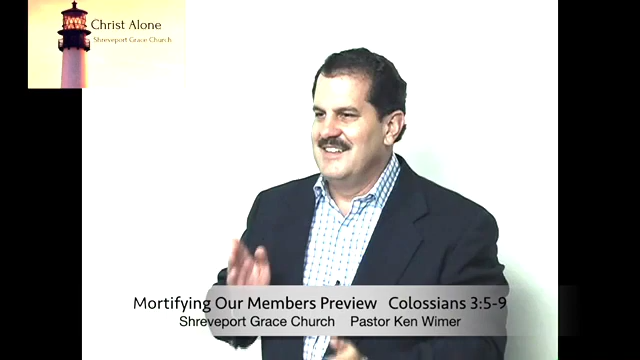 Christ Alone
Shreveport Grace Church
Mortifying Our Members Preview Colossians 3:5-9
Shreveport Grace Church Pastor Ken Wimer